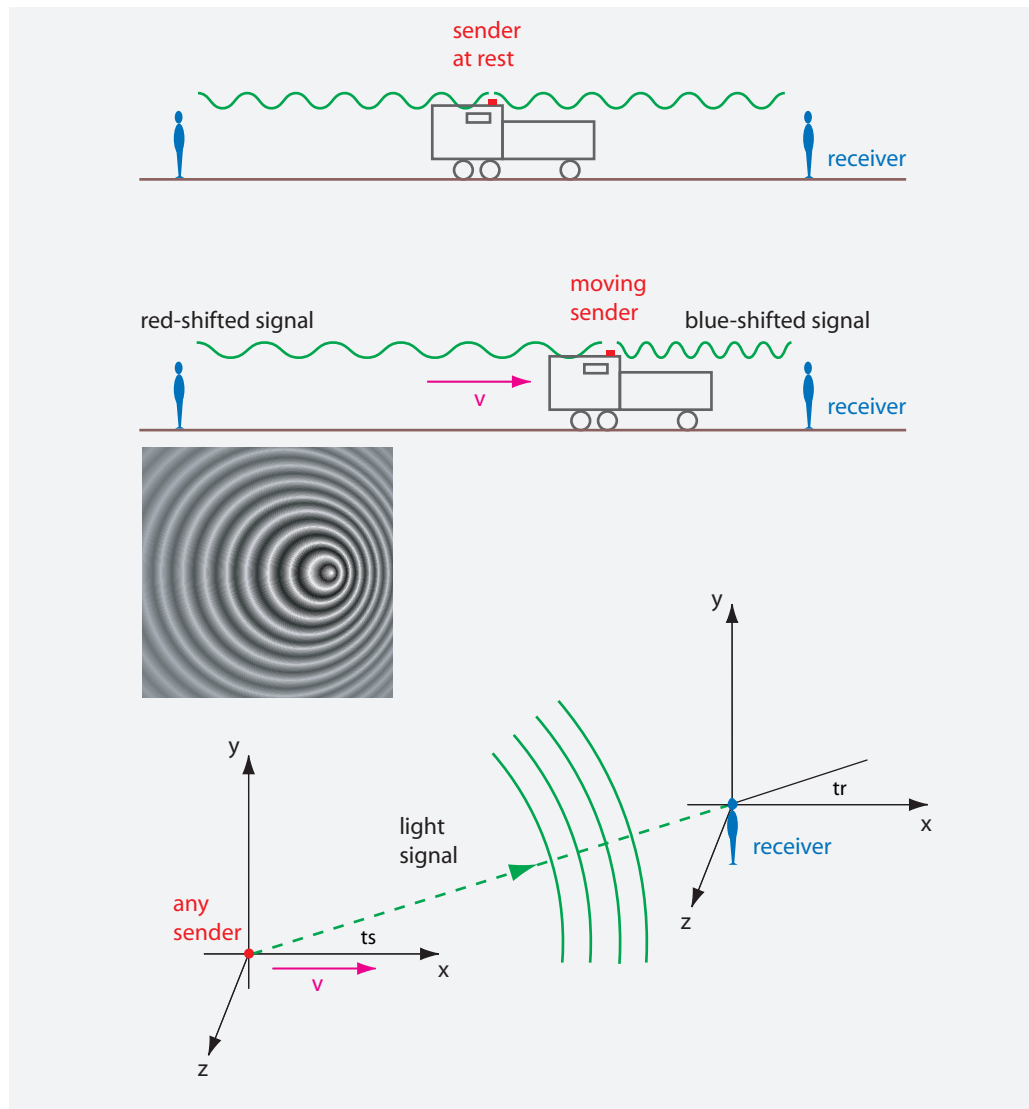 sender
at rest
receiver
moving
sender
red-shifted signal
blue-shifted signal
v
receiver
y
y
tr
x
light
signal
receiver
z
any
sender
ts
x
v
z